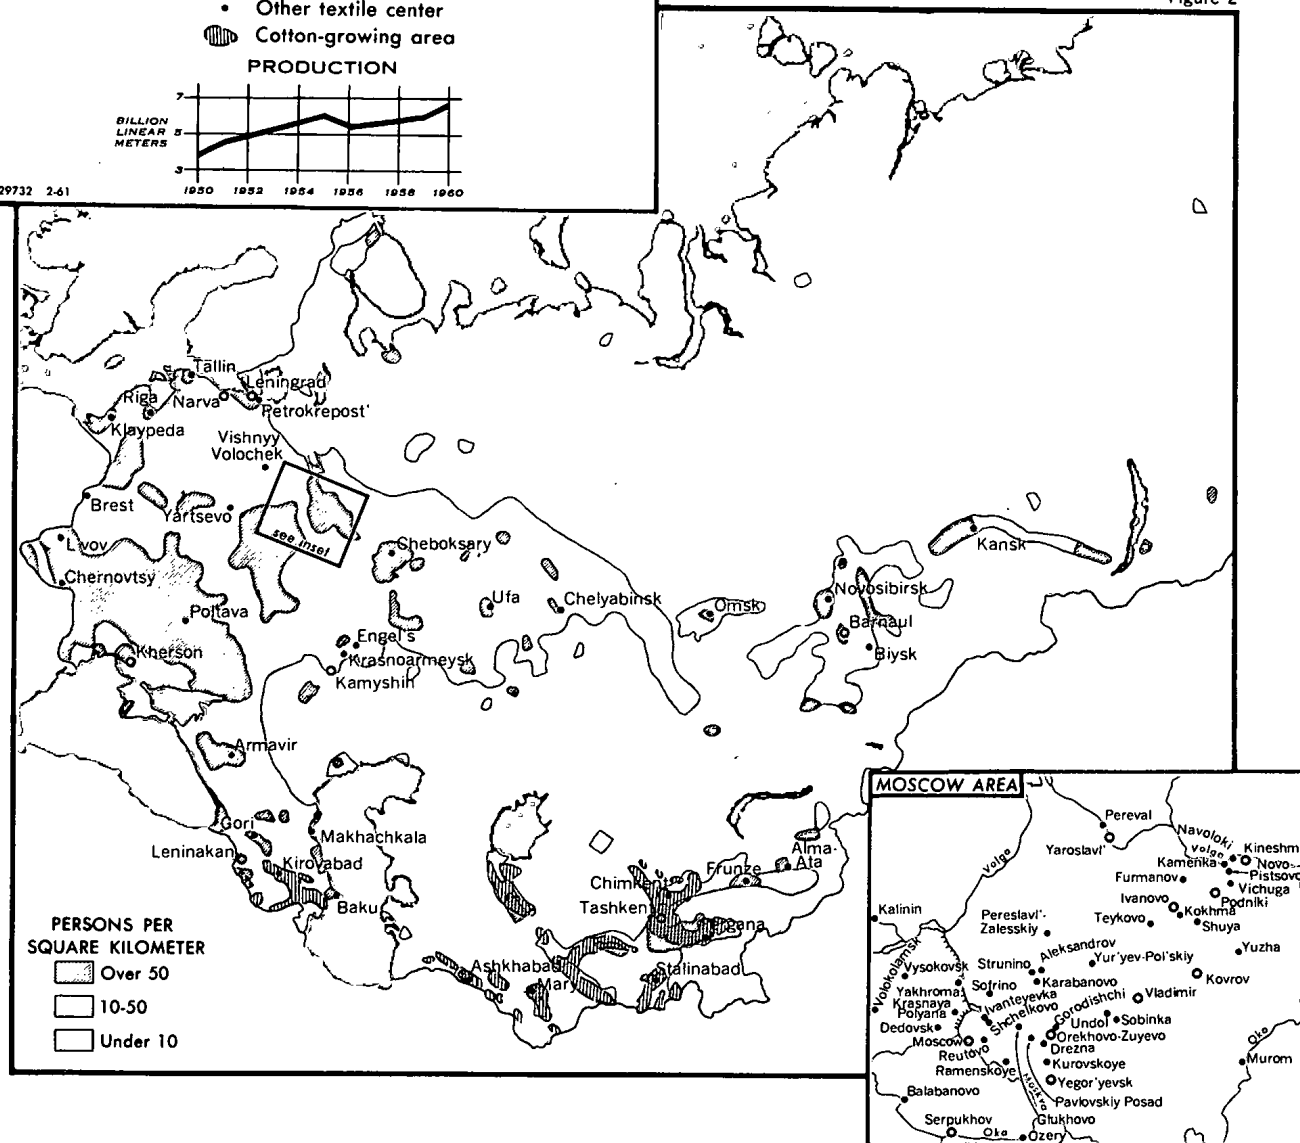 Figure 2
Other textile center
Cotton-growing area
PRODUCTION
BILLION
LINEAR
METERS
7
5
3
1950 1952 1954 1956 1958 1960
29732 2-61
Tallin
Leningrad
Riga
Narva
Petrokrepost'
Klaypeda
Vishnyy
Volochek
Brest
Yartsevo
see inset
L'vov
Cheboksary
Kansk
Chernovtsy
Ufa
Chelyabinsk
Omsk
Novosibirsk
Poltava
Barnaul
Engel's
Kherson
Krasnoarmeysk
Biysk
Kamyshin
Armavir
Gori
Makhachkala
Leninakan
Kirovabad
Alma-
Ata
Frunze
Chimkent
Baku
Tashkent
Fergana
Ashkhabad
Stalinabad
Mary
PERSONS PER
SQUARE KILOMETER
Over 50
10-50
Under 10
MOSCOW AREA
Pereval
Navoloki
Volga
Volga
Yaroslavl'
Kineshm
Kamenka
Novo-
Pistsovo
Furmanov
Vichuga
Podniki
Ivanovo
Kokhma
Kalinin
Pereslavl'-
Zalesskiy
Teykovo
Shuya
Volokolamsk
Vysokovsk
Strunino
Aleksandrov
Yur'yev-Pol'skiy
Yuzha
Karabanovo
Kovrov
Yakhroma
Sofrino
Krasnaya
Polyana
Ivanteyevka
Gorodishchi
Vladimir
Shchelkovo
Undol
Sobinka
Dedovsk
Orekhovo-Zuyevo
Moscow
Reutovo
Drezna
Oka
Murom
Ramenskoye
Kurovskoye
Yegor'yevsk
Moskva
Balabanovo
Pavlovskiy Posad
Serpukhov
Glukhovo
Oka
Ozery